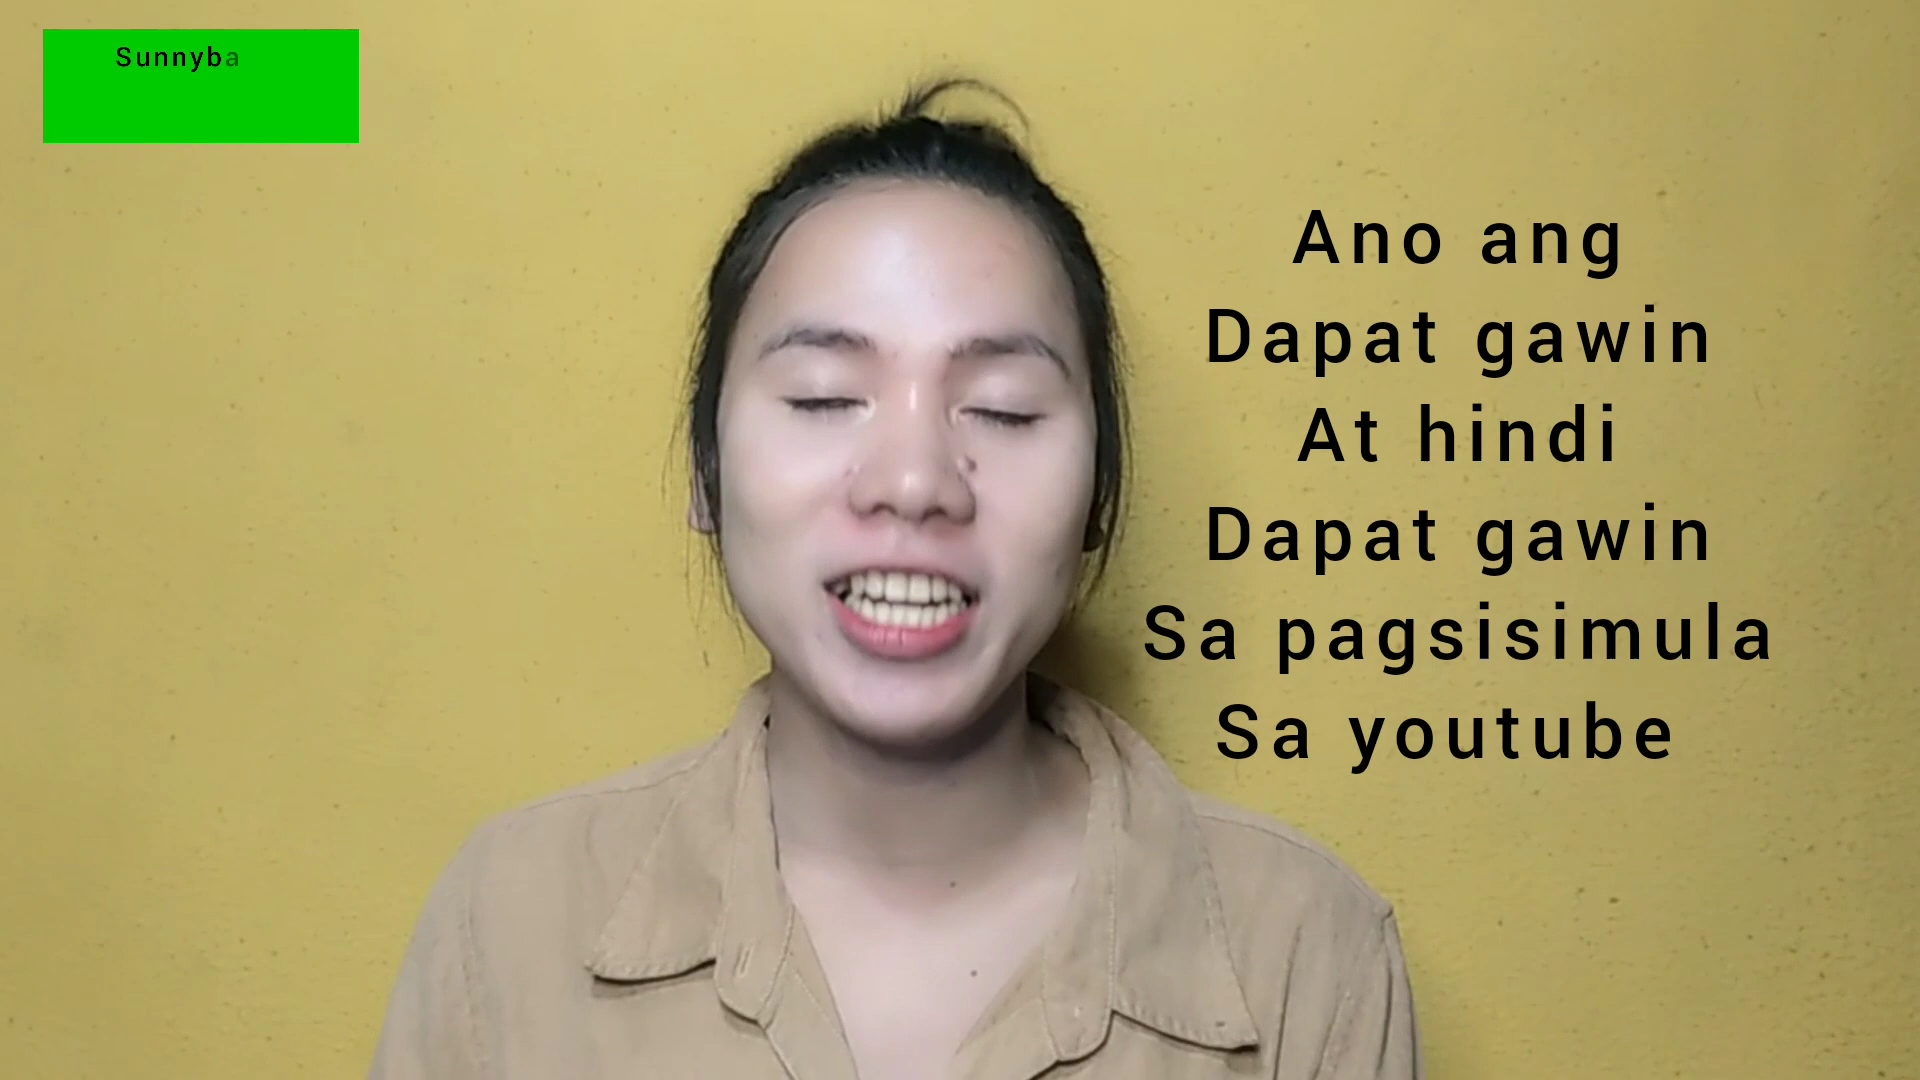 Sunnyba
Ano ang
Dapat gawin
At hindi
Dapat gawin
Sa pagsisimula
Sa youtube